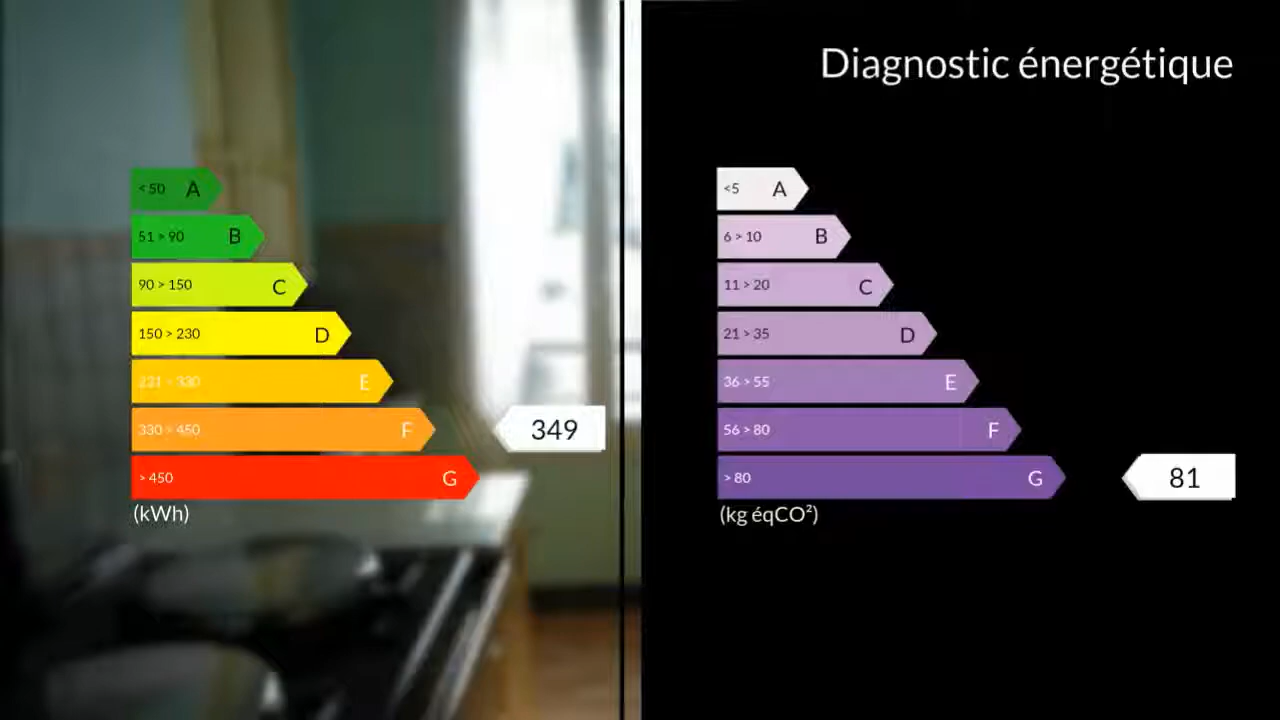 Diagnostic énergétique
<50 A
51 > 90 B
90 > 150 C
150 > 230 D
231 > 330 E
330 > 450 F
349
> 450 G
(kWh)
<5 A
6 > 10 B
11 > 20 C
21 > 35 D
36 > 55 E
56 > 80 F
> 80 G
81
(kg éqCO²)